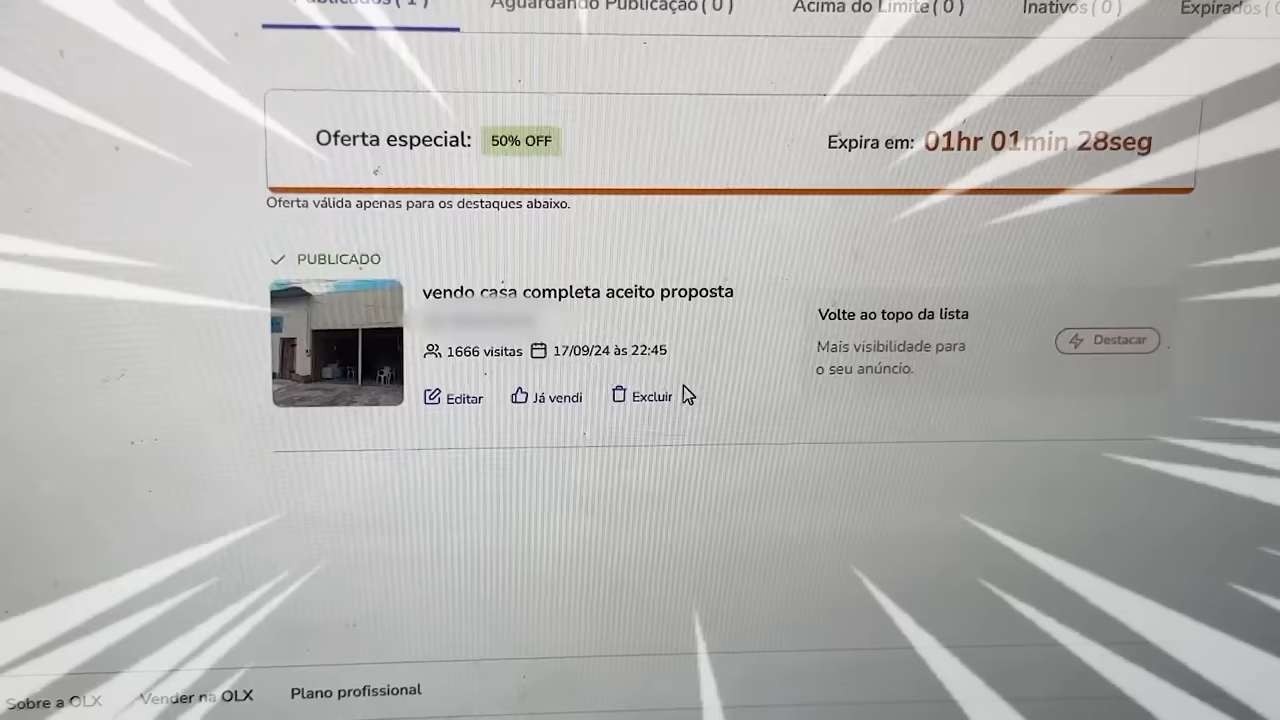 Publicados ( 1 )
Aguardando Publicação ( 0 )
Acima do Limite ( 0 )
Inativos ( 0 )
Expirados (
Oferta especial: 50% OFF
Expira em: 01hr 01min 28seg
Oferta válida apenas para os destaques abaixo.
PUBLICADO
vendo casa completa aceito proposta
1666 visitas 17/09/24 às 22:45
Editar Já vendi Excluir
Volte ao topo da lista
Mais visibilidade para
o seu anúncio.
Destacar
Sobre a OLX Vender na OLX Plano profissional